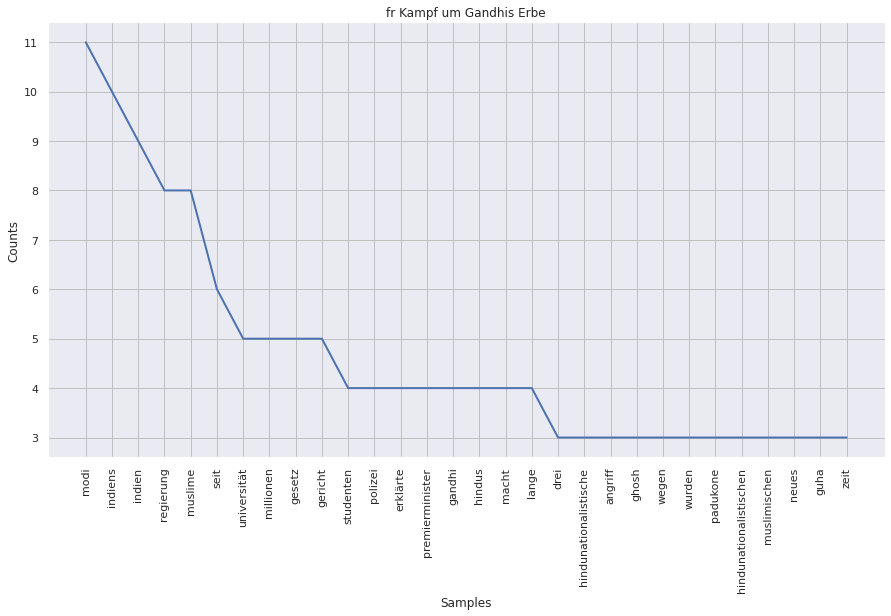 fr Kampf um Gandhis Erbe
Counts
11
10
9
8
7
6
5
4
3
modi
indiens
indien
regierung
muslime
seit
universität
millionen
gesetz
gericht
studenten
polizei
erklärte
premierminister
gandhi
hindus
macht
lange
drei
hindunationalistische
angriff
ghosh
wegen
wurden
padukone
hindunationalistischen
muslimischen
neues
guha
zeit
Samples